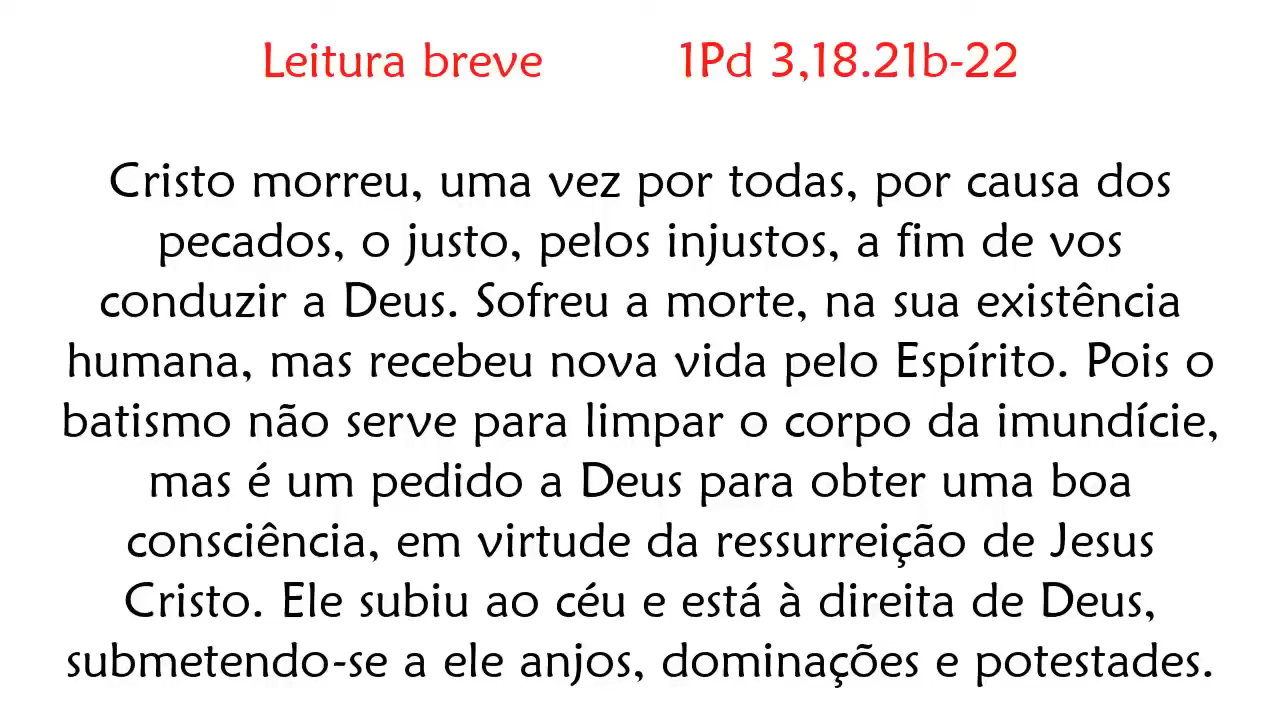 Leitura breve 1Pd 3,18.21b-22
Cristo morreu, uma vez por todas, por causa dos
pecados, o justo, pelos injustos, a fim de vos
conduzir a Deus. Sofreu a morte, na sua existência
humana, mas recebeu nova vida pelo Espírito. Pois o
batismo não serve para limpar o corpo da imundície,
mas é um pedido a Deus para obter uma boa
consciência, em virtude da ressurreição de Jesus
Cristo. Ele subiu ao céu e está à direita de Deus,
submetendo-se a ele anjos, dominações e potestades.